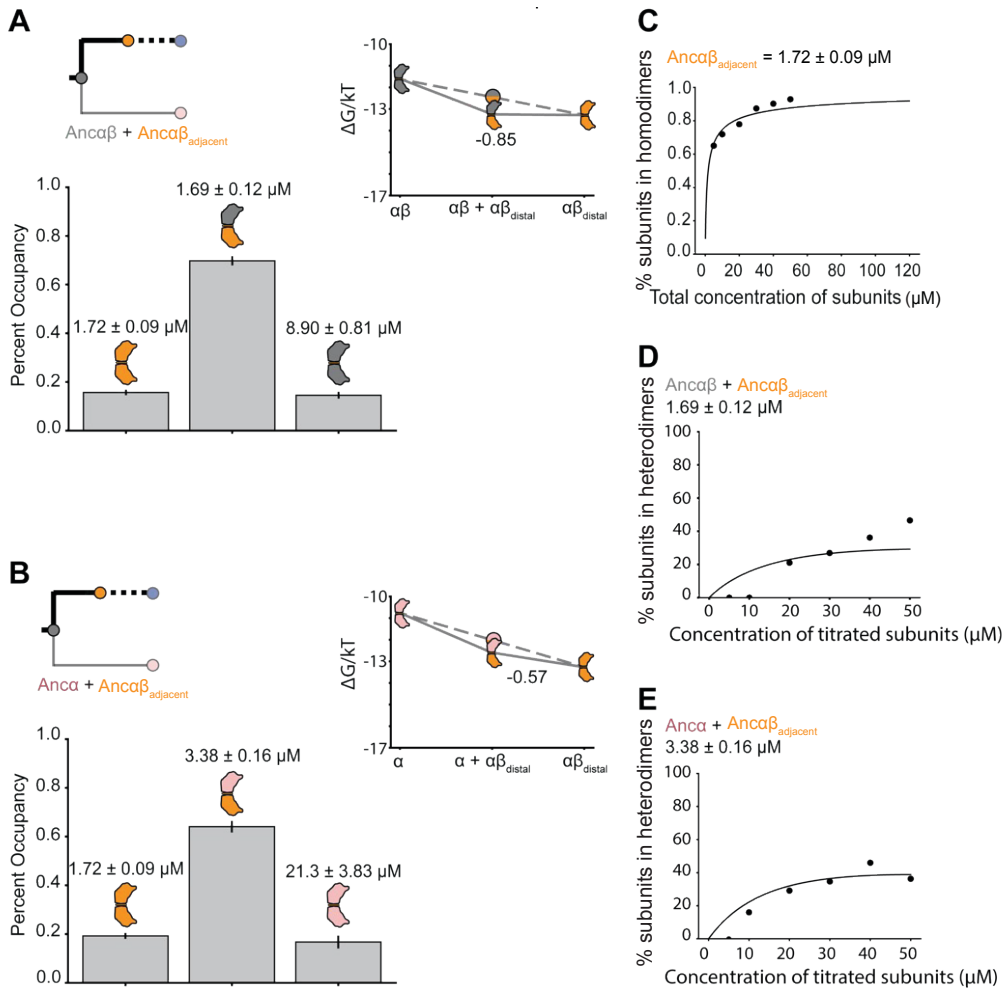 A
Ancαβ + Ancαβadjacent
Percent Occupancy
1.0
0.8
0.6
0.4
0.2
0.0
1.72 ± 0.09 µM
1.69 ± 0.12 µM
8.90 ± 0.81 µM
ΔG/kT
-10
-13
-17
-0.85
αβ
αβ + αβdistal
αβdistal
B
Ancα + Ancαβadjacent
Percent Occupancy
1.0
0.8
0.6
0.4
0.2
0.0
1.72 ± 0.09 µM
3.38 ± 0.16 µM
21.3 ± 3.83 µM
ΔG/kT
-10
-13
-17
-0.57
α
α + αβdistal
αβdistal
C
Ancαβadjacent = 1.72 ± 0.09 µM
% subunits in homodimers
1.0
0.8
0.6
0.4
0.2
0.0
0 20 40 60 80 100 120
Total concentration of subunits (µM)
D
Ancαβ + Ancαβadjacent
1.69 ± 0.12 µM
% subunits in heterodimers
100
80
60
40
20
0
0 10 20 30 40 50
Concentration of titrated subunits (µM)
E
Ancα + Ancαβadjacent
3.38 ± 0.16 µM
% subunits in heterodimers
100
80
60
40
20
0
0 10 20 30 40 50
Concentration of titrated subunits (µM)